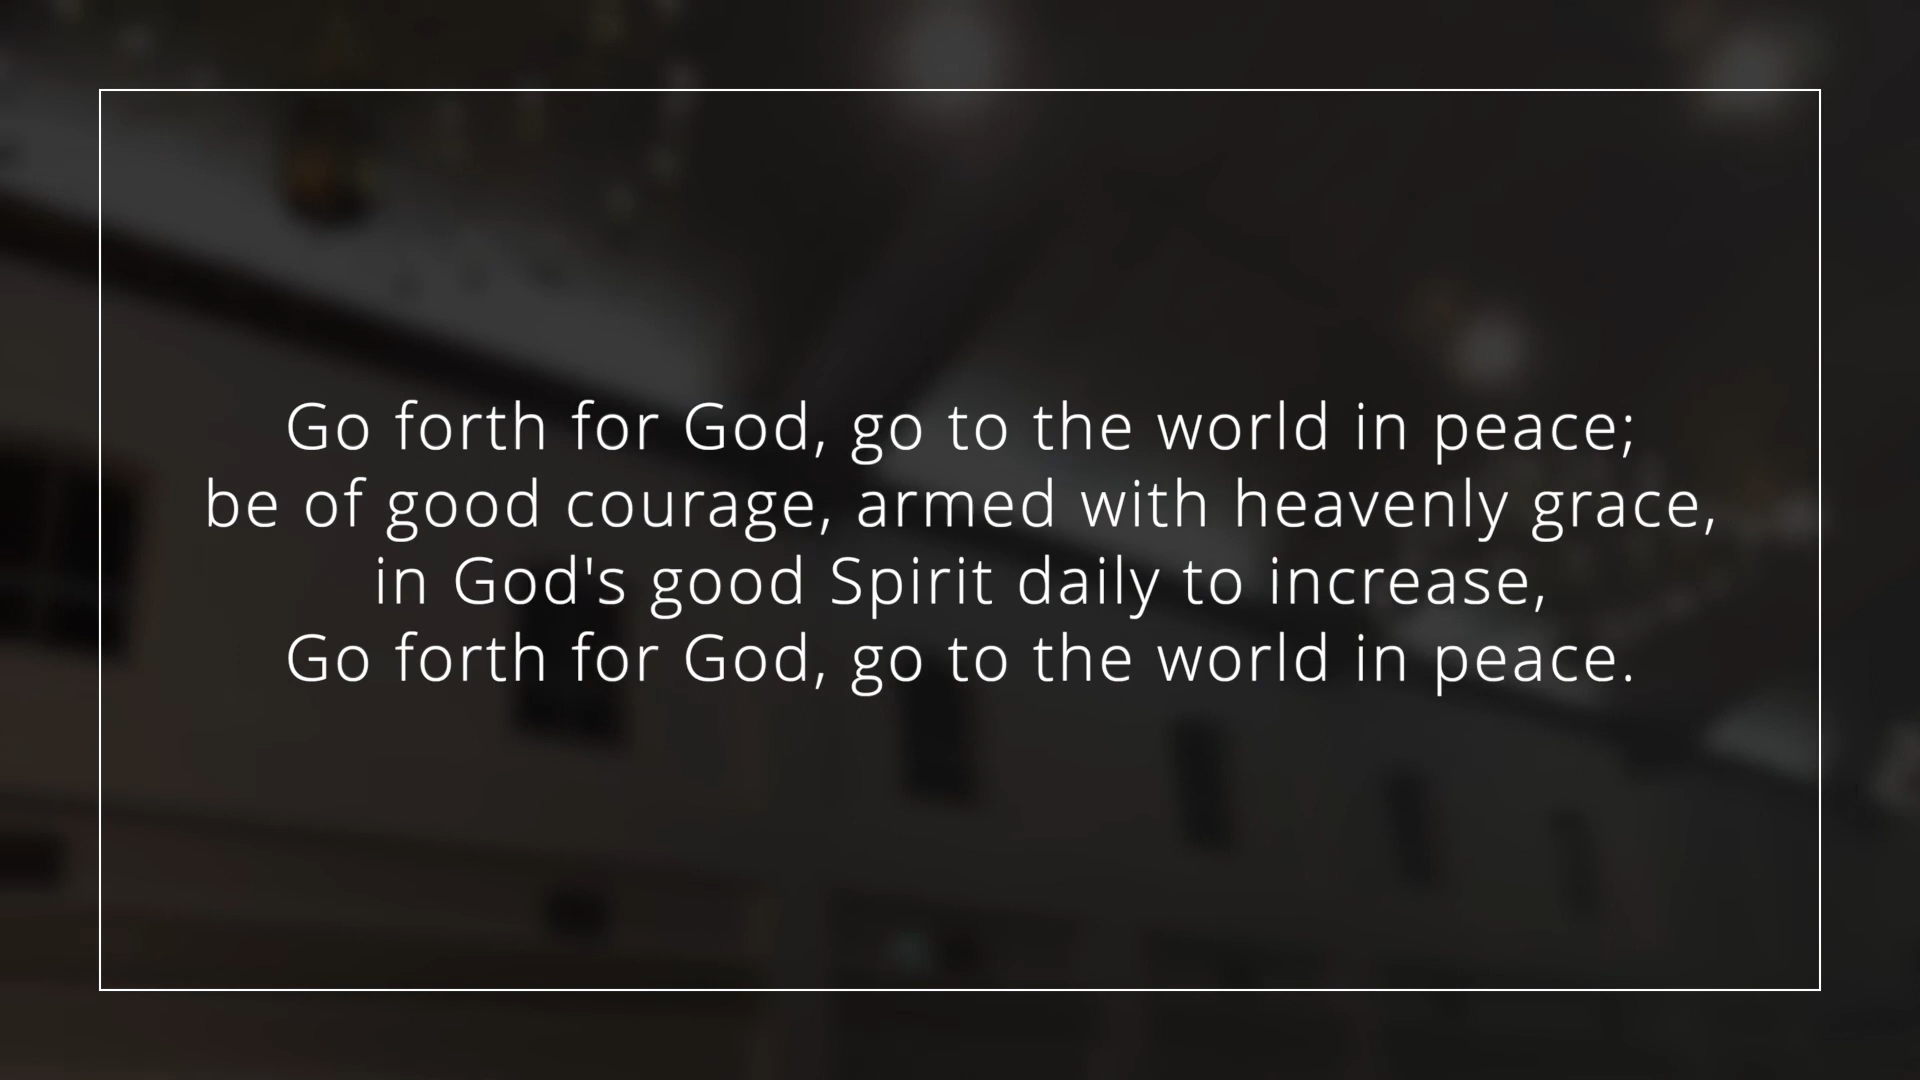 Go forth for God, go to the world in peace;
be of good courage, armed with heavenly grace,
in God's good Spirit daily to increase,
Go forth for God, go to the world in peace.